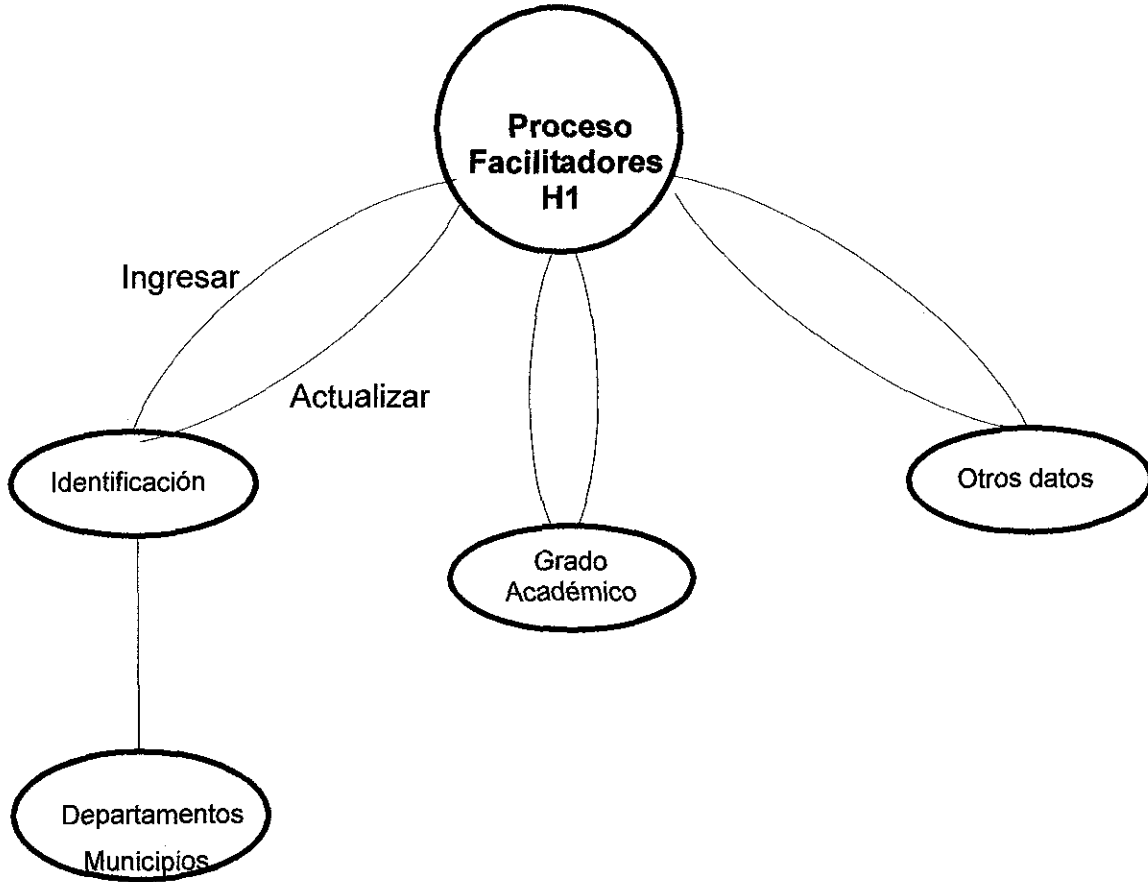 Proceso
Facilitadores
H1
Ingresar
Actualizar
Identificación
Otros datos
Grado
Académico
Departamentos
Municipios